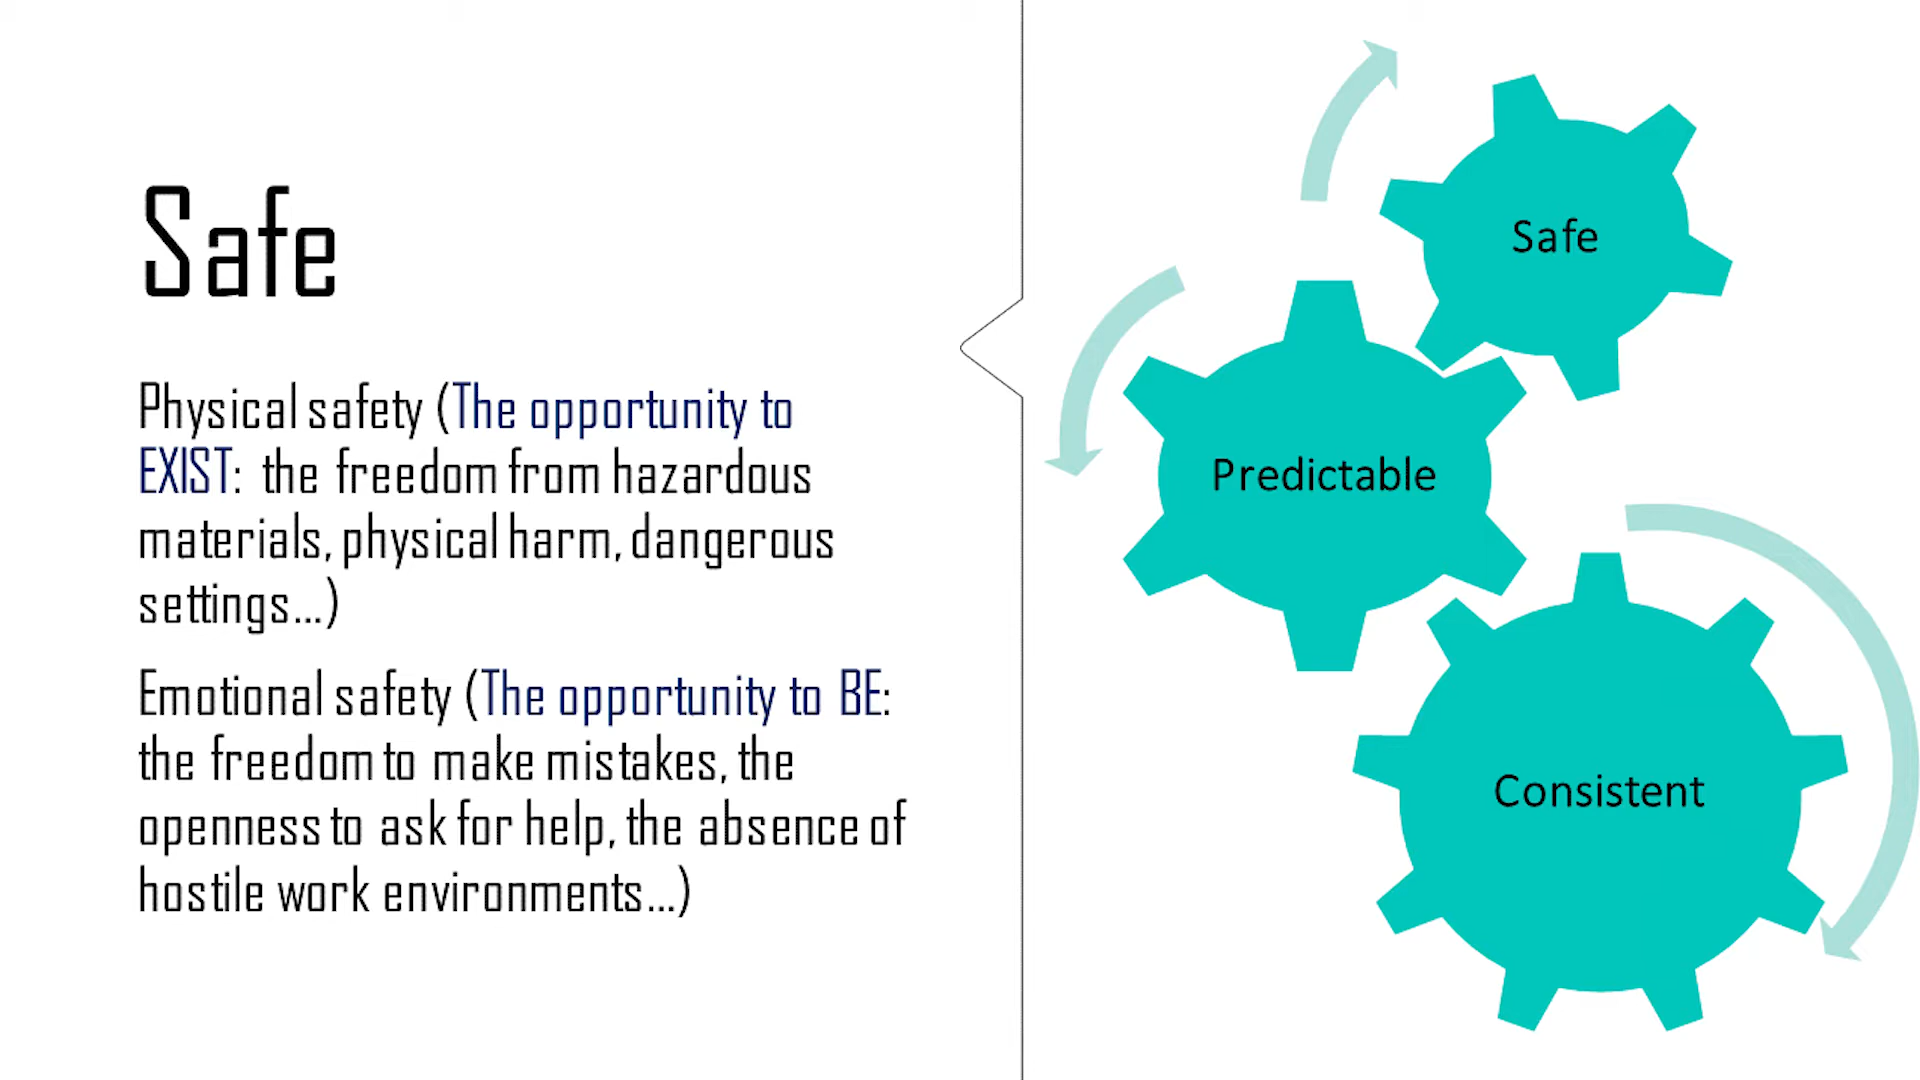 Safe
Physical safety (The opportunity to
EXIST: the freedom from hazardous
materials, physical harm, dangerous
settings...)
Emotional safety (The opportunity to BE:
the freedom to make mistakes, the
openness to ask for help, the absence of
hostile work environments...)
Safe
Predictable
Consistent